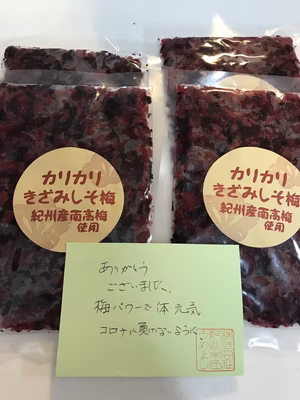 カリカリ
きざみしそ梅
紀州産南高梅
使用
カリカリ
きざみしそ梅
紀州産南高梅
使用
ありがとう
ございました、
梅パワーで体元気
コロナに負けないよう